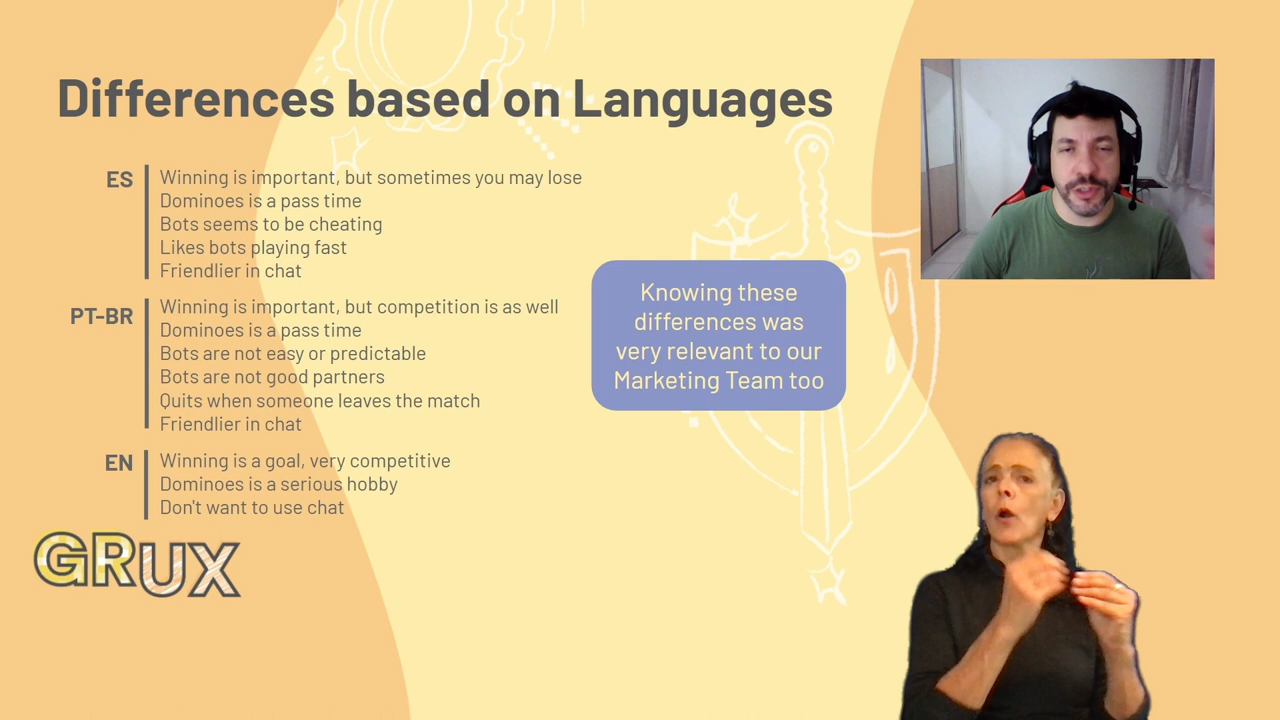 Differences based on Languages
ES
Winning is important, but sometimes you may lose
Dominoes is a pass time
Bots seems to be cheating
Likes bots playing fast
Friendlier in chat
PT-BR
Winning is important, but competition is as well
Dominoes is a pass time
Bots are not easy or predictable
Bots are not good partners
Quits when someone leaves the match
Friendlier in chat
EN
Winning is a goal, very competitive
Dominoes is a serious hobby
Don't want to use chat
Knowing these
differences was
very relevant to our
Marketing Team too
GRUX